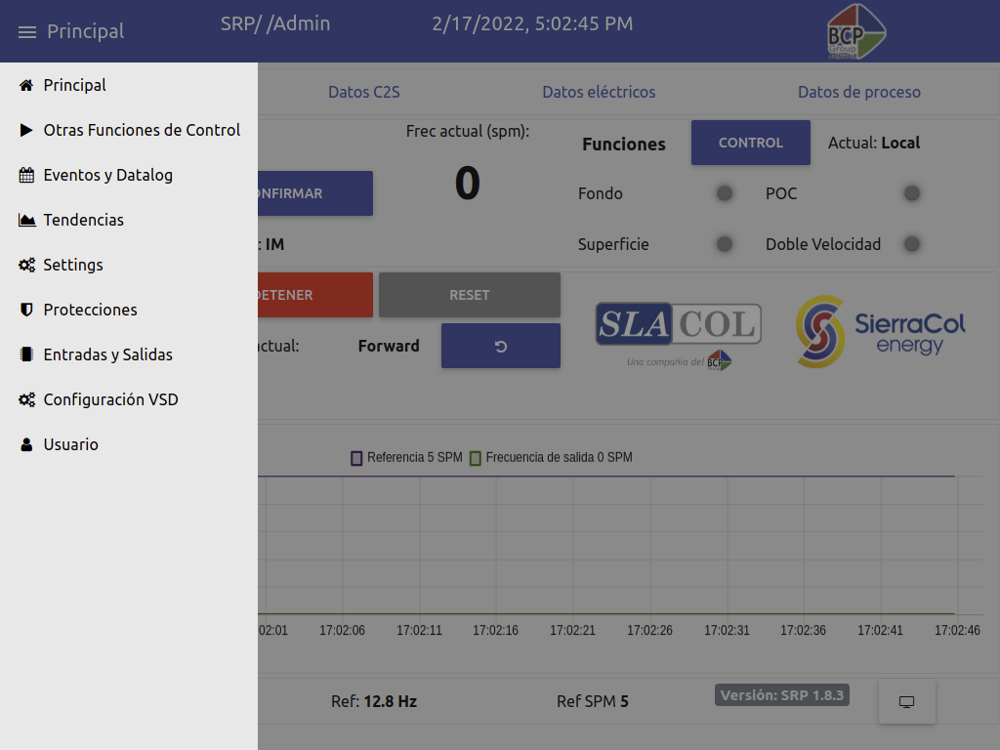 Principal
SRP/ /Admin
2/17/2022, 5:02:45 PM
BCP
Group
Principal
Otras Funciones de Control
Eventos y Datalog
Tendencias
Settings
Protecciones
Entradas y Salidas
Configuración VSD
Usuario
Datos C2S
Datos eléctricos
Datos de proceso
Frec actual (spm):
0
Funciones
CONTROL
Actual: Local
Fondo
POC
Superficie
Doble Velocidad
ONFIRMAR
: IM
DETENER
RESET
ctual:
Forward
SLACOL
Una compañía del BCP
SierraCol
energy
Referencia 5 SPM
Frecuencia de salida 0 SPM
02:01
17:02:06
17:02:11
17:02:16
17:02:21
17:02:26
17:02:31
17:02:36
17:02:41
17:02:46
Ref: 12.8 Hz
Ref SPM 5
Versión: SRP 1.8.3